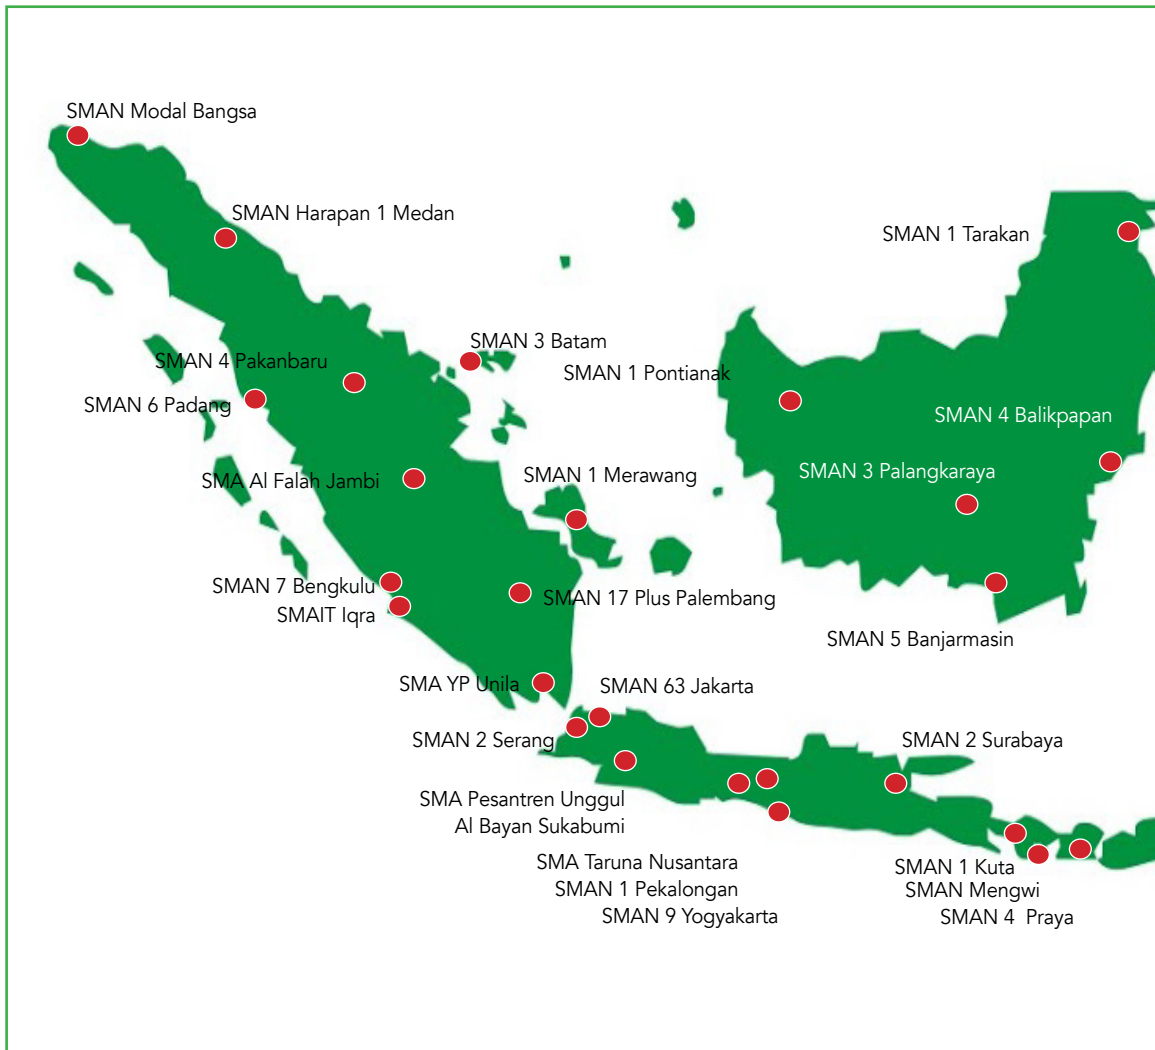 SMAN Modal Bangsa
SMAN Harapan 1 Medan
SMAN 1 Tarakan
SMAN 3 Batam
SMAN 4 Pakanbaru
SMAN 1 Pontianak
SMAN 6 Padang
SMAN 4 Balikpapan
SMA Al Falah Jambi
SMAN 1 Merawang
SMAN 3 Palangkaraya
SMAN 7 Bengkulu
SMAIT Iqra
SMAN 17 Plus Palembang
SMAN 5 Banjarmasin
SMA YP Unila
SMAN 63 Jakarta
SMAN 2 Serang
SMAN 2 Surabaya
SMA Pesantren Unggul
Al Bayan Sukabumi
SMA Taruna Nusantara
SMAN 1 Pekalongan
SMAN 9 Yogyakarta
SMAN 1 Kuta
SMAN Mengwi
SMAN 4 Praya